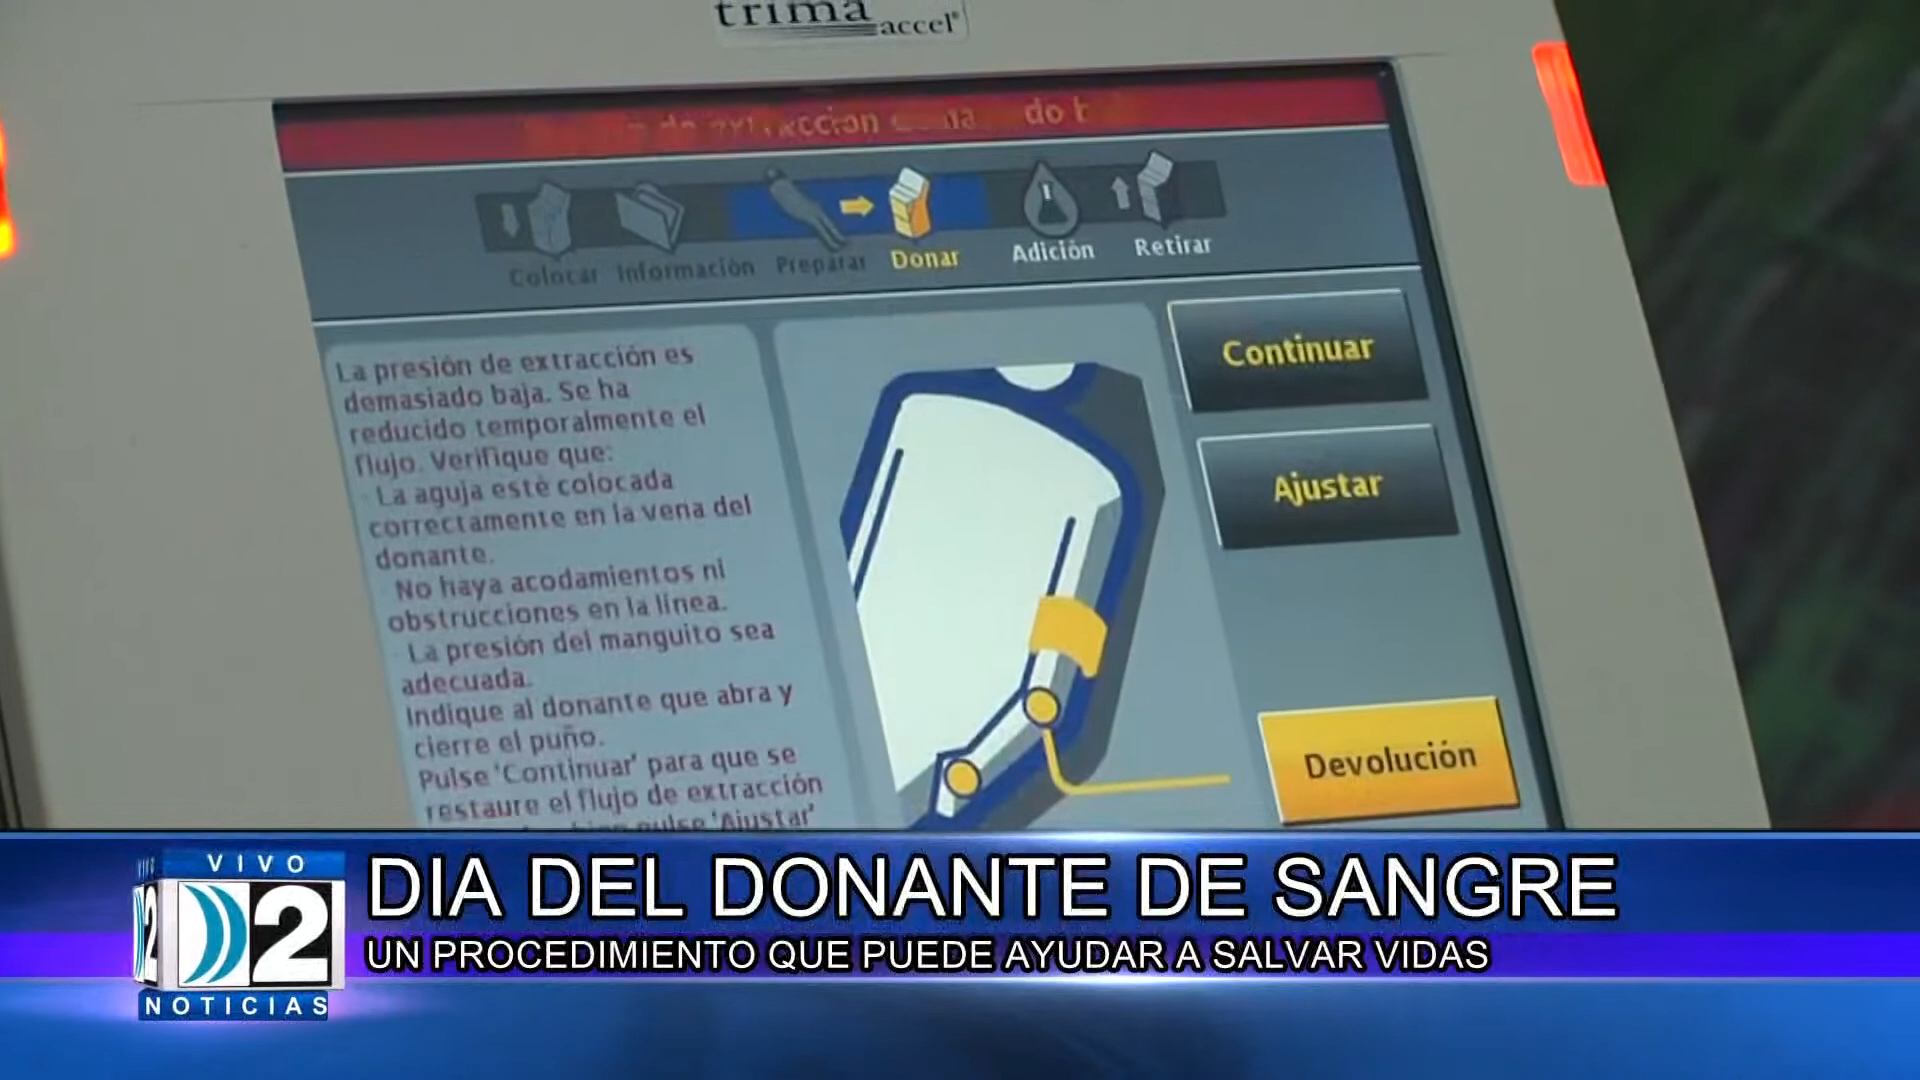 trima
accel
Colocar Información Preparar Donar Adición Retirar
La presión de extracción es
demasiado baja. Se ha
reducido temporalmente el
flujo. Verifique que:
La aguja esté colocada
correctamente en la vena del
donante.
No haya acodamientos ni
obstrucciones en la línea.
La presión del manguito sea
adecuada.
Indique al donante que abra y
cierre el puño.
Pulse 'Continuar' para que se
restaure el flujo de extracción
pulse 'Ajustar'
Continuar
Ajustar
Devolución
VIVO
2
NOTICIAS
DIA DEL DONANTE DE SANGRE
UN PROCEDIMIENTO QUE PUEDE AYUDAR A SALVAR VIDAS